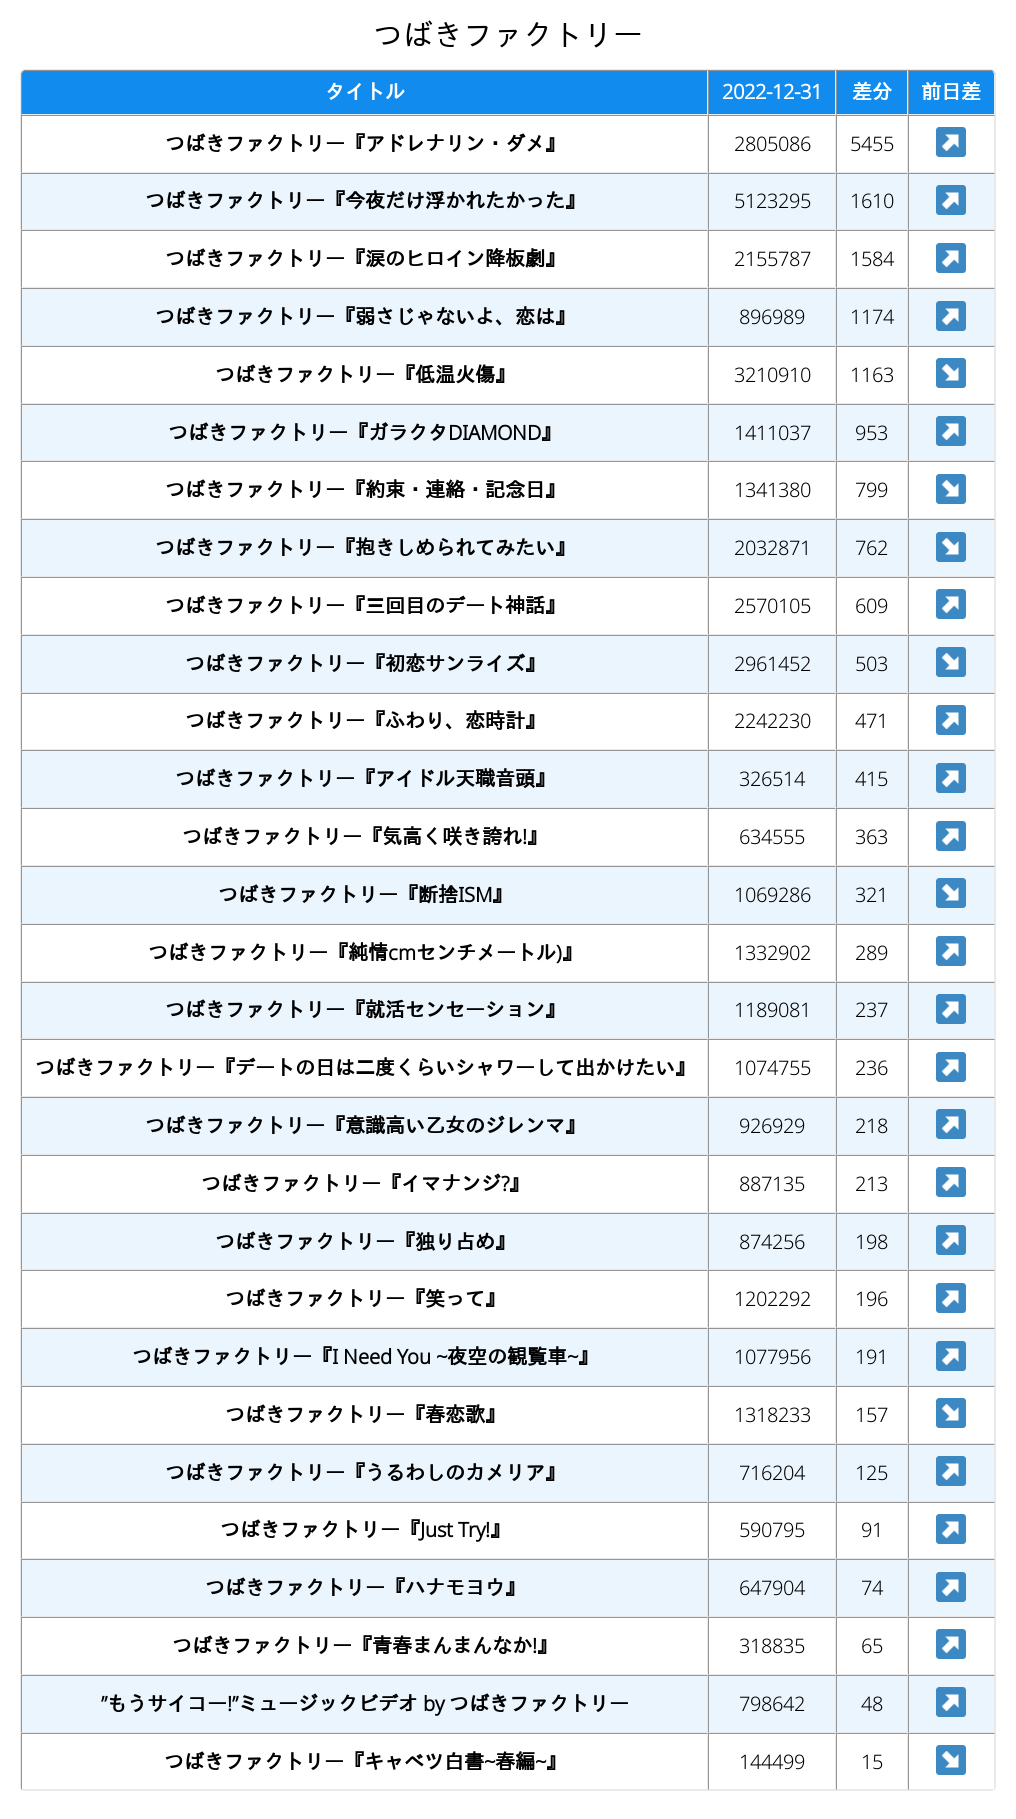 つばきファクトリー
タイトル 2022-12-31 差分 前日差
つばきファクトリー『アドレナリン・ダメ』 2805086 5455 ↗
つばきファクトリー『今夜だけ浮かれたかった』 5123295 1610 ↗
つばきファクトリー『涙のヒロイン降板劇』 2155787 1584 ↗
つばきファクトリー『弱さじゃないよ、恋は』 896989 1174 ↗
つばきファクトリー『低温火傷』 3210910 1163 ↘
つばきファクトリー『ガラクタDIAMOND』 1411037 953 ↗
つばきファクトリー『約束・連絡・記念日』 1341380 799 ↘
つばきファクトリー『抱きしめられてみたい』 2032871 762 ↘
つばきファクトリー『三回目のデート神話』 2570105 609 ↗
つばきファクトリー『初恋サンライズ』 2961452 503 ↘
つばきファクトリー『ふわり、恋時計』 2242230 471 ↗
つばきファクトリー『アイドル天職音頭』 326514 415 ↗
つばきファクトリー『気高く咲き誇れ!』 634555 363 ↗
つばきファクトリー『断捨ISM』 1069286 321 ↘
つばきファクトリー『純情cmセンチメートル)』 1332902 289 ↗
つばきファクトリー『就活センセーション』 1189081 237 ↗
つばきファクトリー『デートの日は二度くらいシャワーして出かけたい』 1074755 236 ↗
つばきファクトリー『意識高い乙女のジレンマ』 926929 218 ↗
つばきファクトリー『イマナンジ?』 887135 213 ↗
つばきファクトリー『独り占め』 874256 198 ↗
つばきファクトリー『笑って』 1202292 196 ↗
つばきファクトリー『I Need You ~夜空の観覧車~』 1077956 191 ↗
つばきファクトリー『春恋歌』 1318233 157 ↘
つばきファクトリー『うるわしのカメリア』 716204 125 ↗
つばきファクトリー『Just Try!』 590795 91 ↗
つばきファクトリー『ハナモヨウ』 647904 74 ↗
つばきファクトリー『青春まんまんなか!』 318835 65 ↗
”もうサイコー!”ミュージックビデオ by つばきファクトリー 798642 48 ↗
つばきファクトリー『キャベツ白書~春編~』 144499 15 ↘